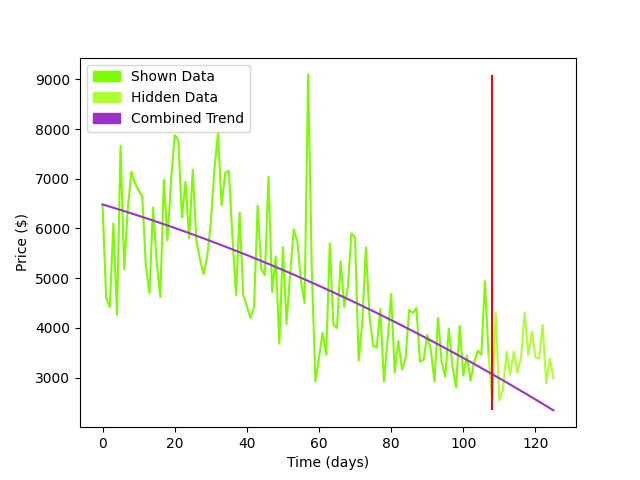 9000
8000
7000
6000
5000
4000
3000
Price ($)
Shown Data
Hidden Data
Combined Trend
0 20 40 60 80 100 120
Time (days)